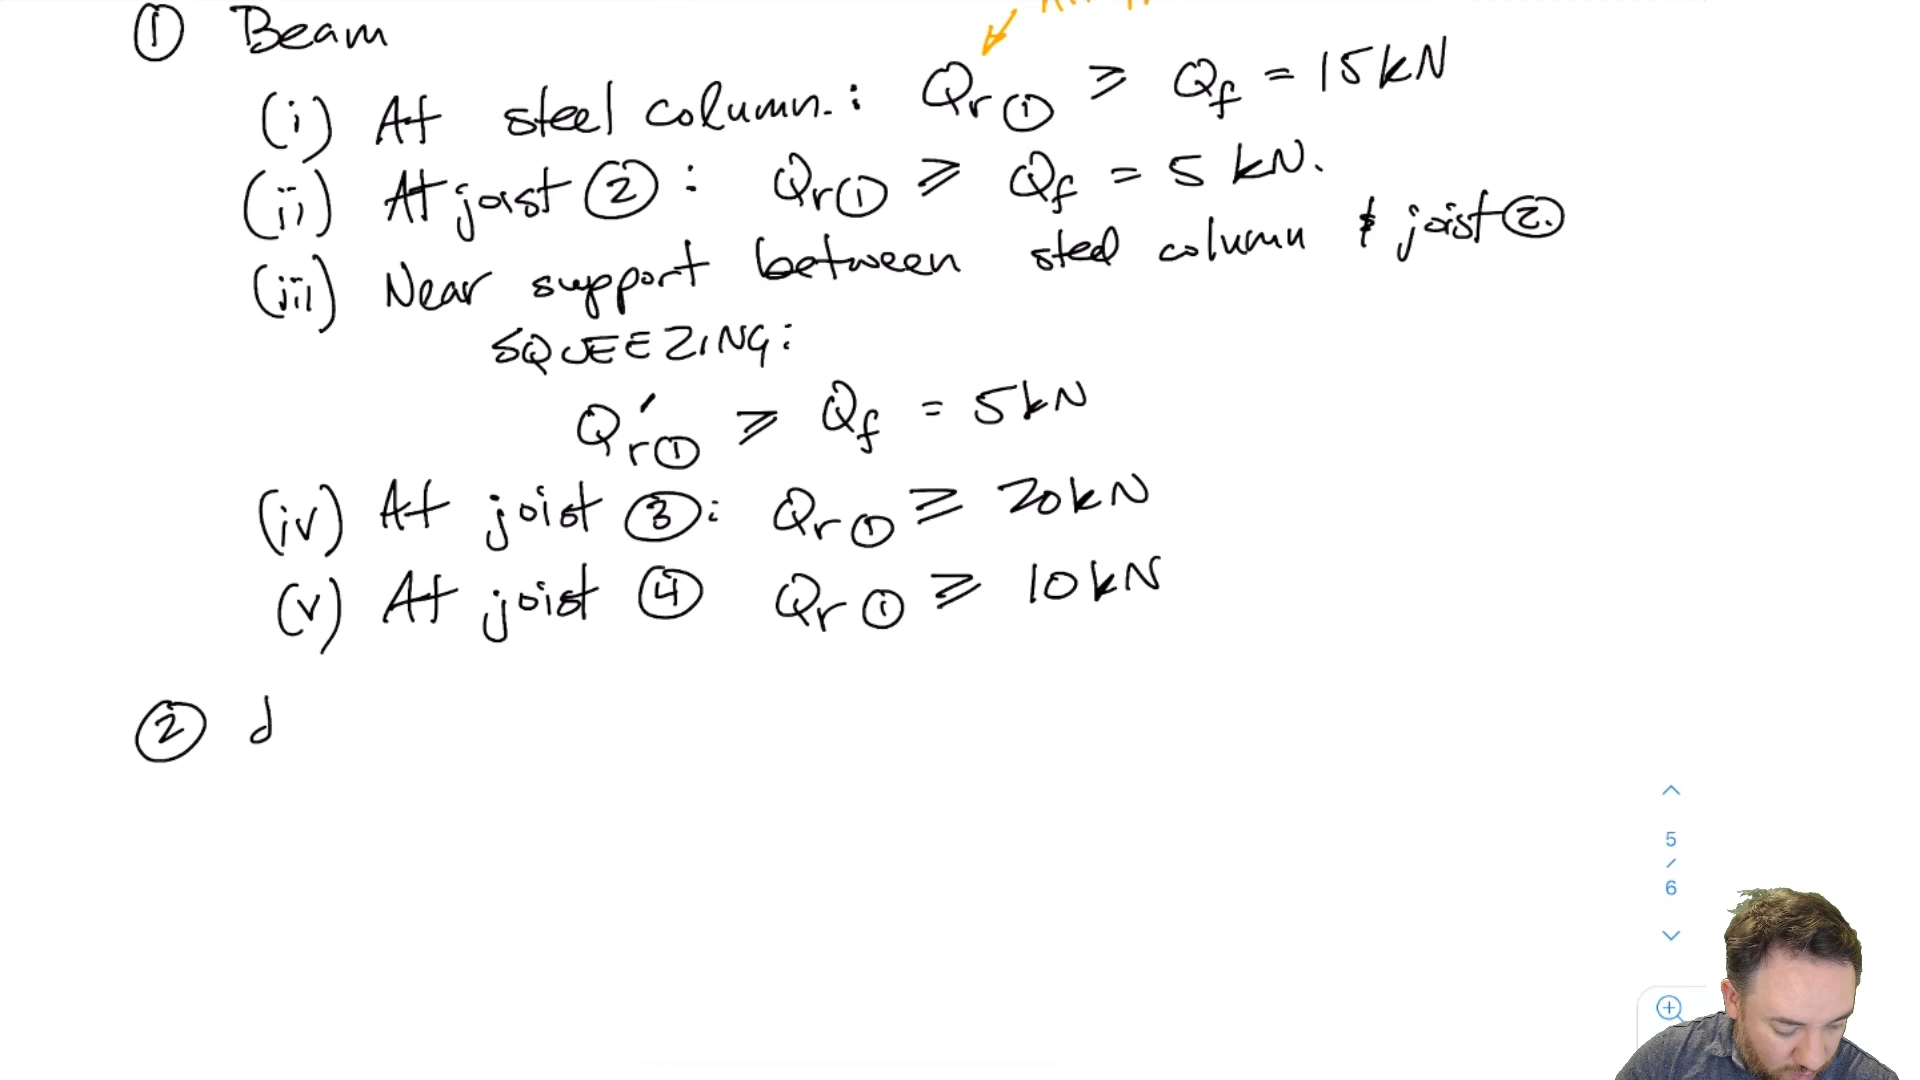 ① Beam
(i) At steel column. : Qr① ≥ Qf = 15kN
(ii) At joist ② : Qr① ≥ Qf = 5 kN.
(iii) Near support between steel column & joist ②.
SQUEEZING:
Q'r① ≥ Qf = 5kN
(iv) At joist ③: Qr① ≥ 20kN
(v) At joist ④ Qr① ≥ 10kN
② d
5
/
6